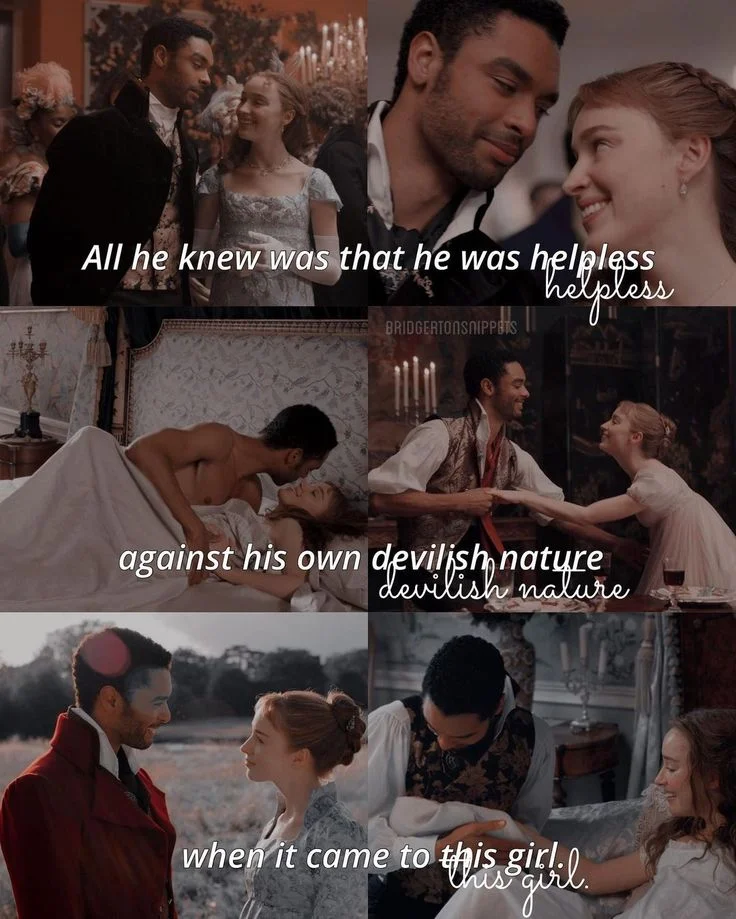 All he knew was that he was helpless
helpless
BRIDGERTONSNIPPETS
against his own devilish nature
devilish nature
when it came to this girl.
this girl.